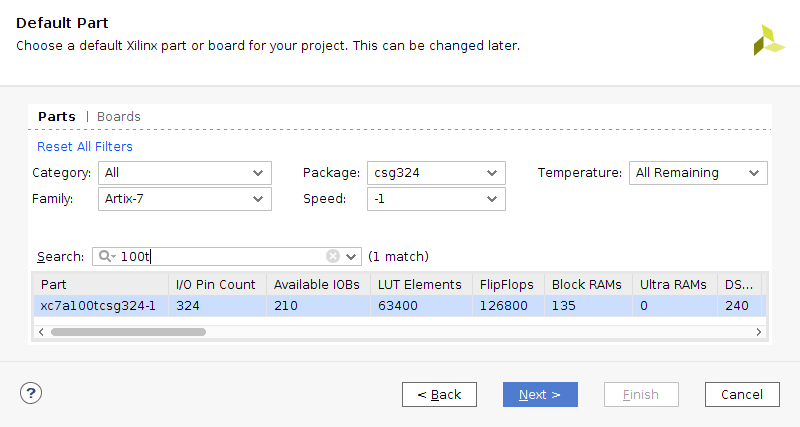 Default Part
Choose a default Xilinx part or board for your project. This can be changed later.
Parts | Boards
Reset All Filters
Category: All Package: csg324 Temperature: All Remaining
Family: Artix-7 Speed: -1
Search: 100t (1 match)
Part I/O Pin Count Available IOBs LUT Elements FlipFlops Block RAMs Ultra RAMs DS...
xc7a100tcsg324-1 324 210 63400 126800 135 0 240
? < Back Next > Finish Cancel